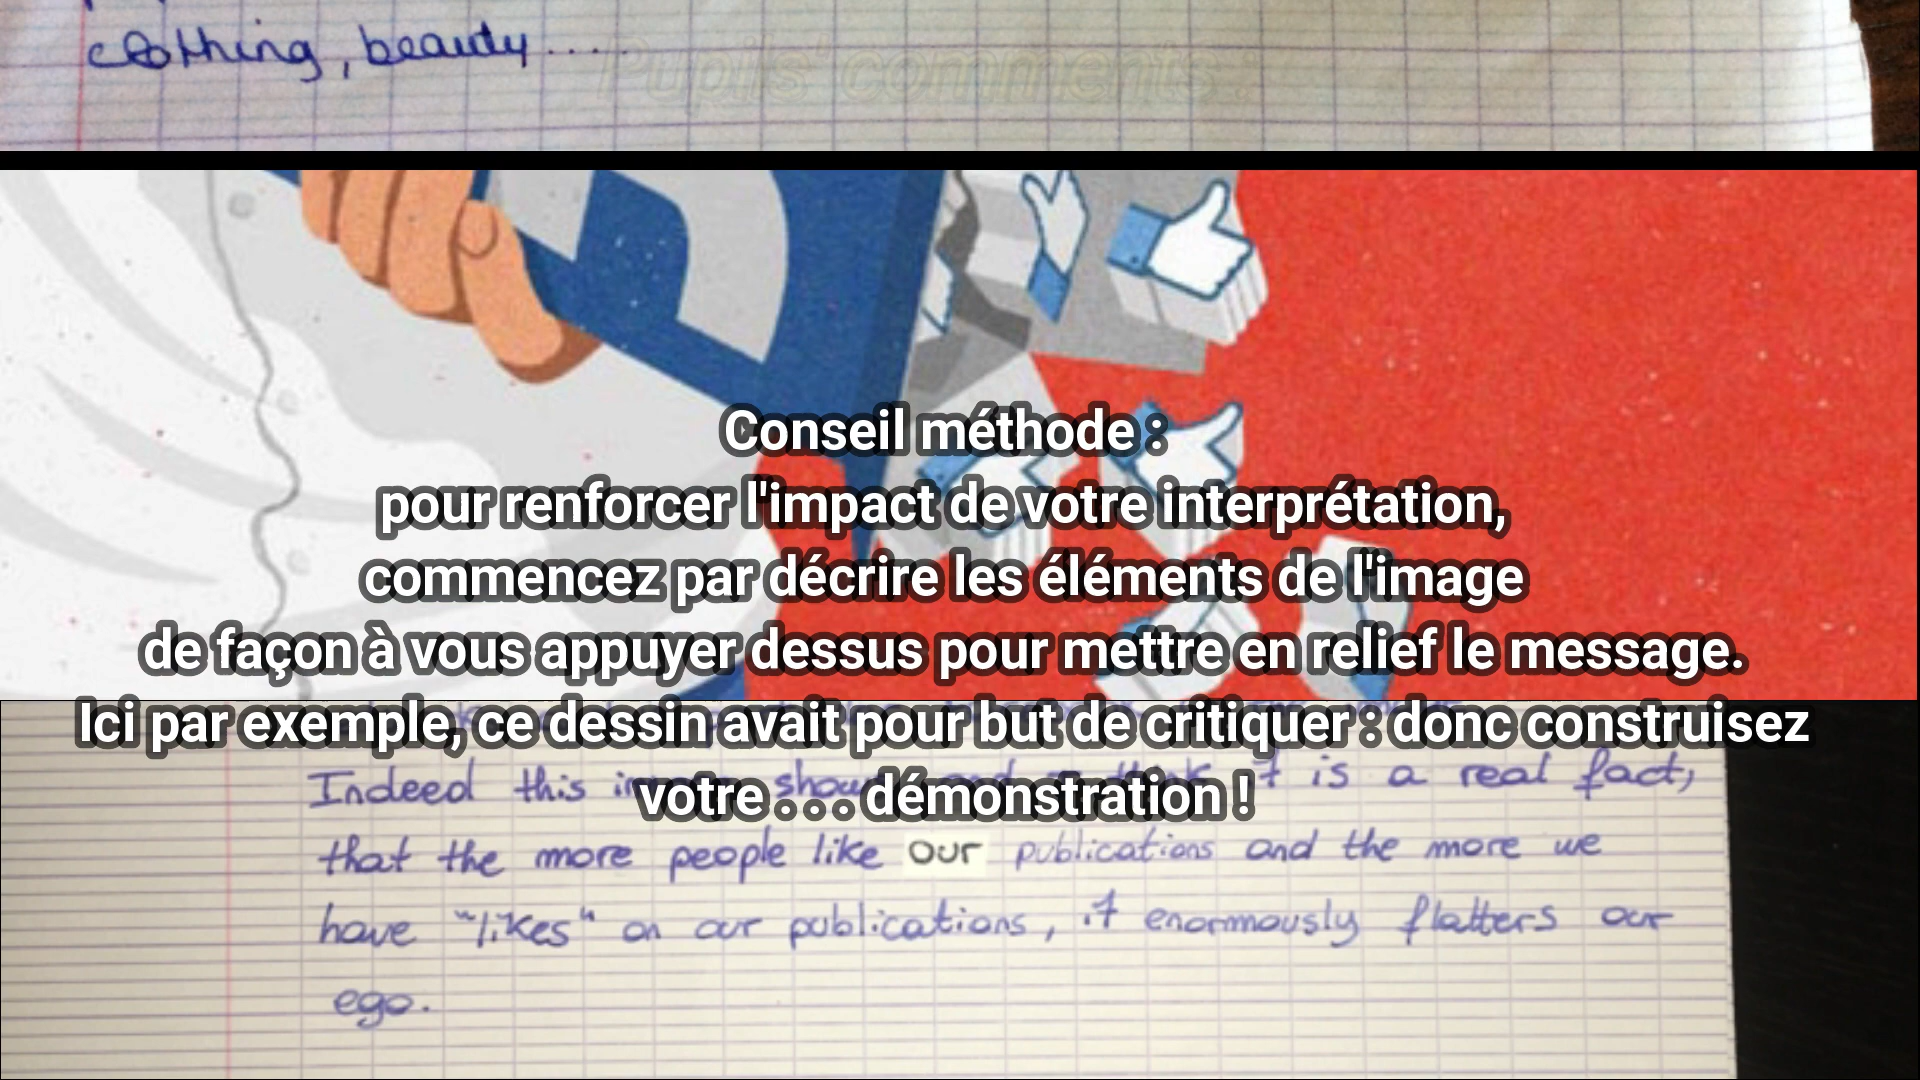 clothing, beauty ....
Pupils' comments :
Conseil méthode :
pour renforcer l'impact de votre interprétation,
commencez par décrire les éléments de l'image
de façon à vous appuyer dessus pour mettre en relief le message.
Ici par exemple, ce dessin avait pour but de critiquer : donc construisez
votre . . . démonstration !
Indeed this is a real fact,
that the more people like our publications and the more we
have "likes" on our publications, it enormously flatters our
ego.